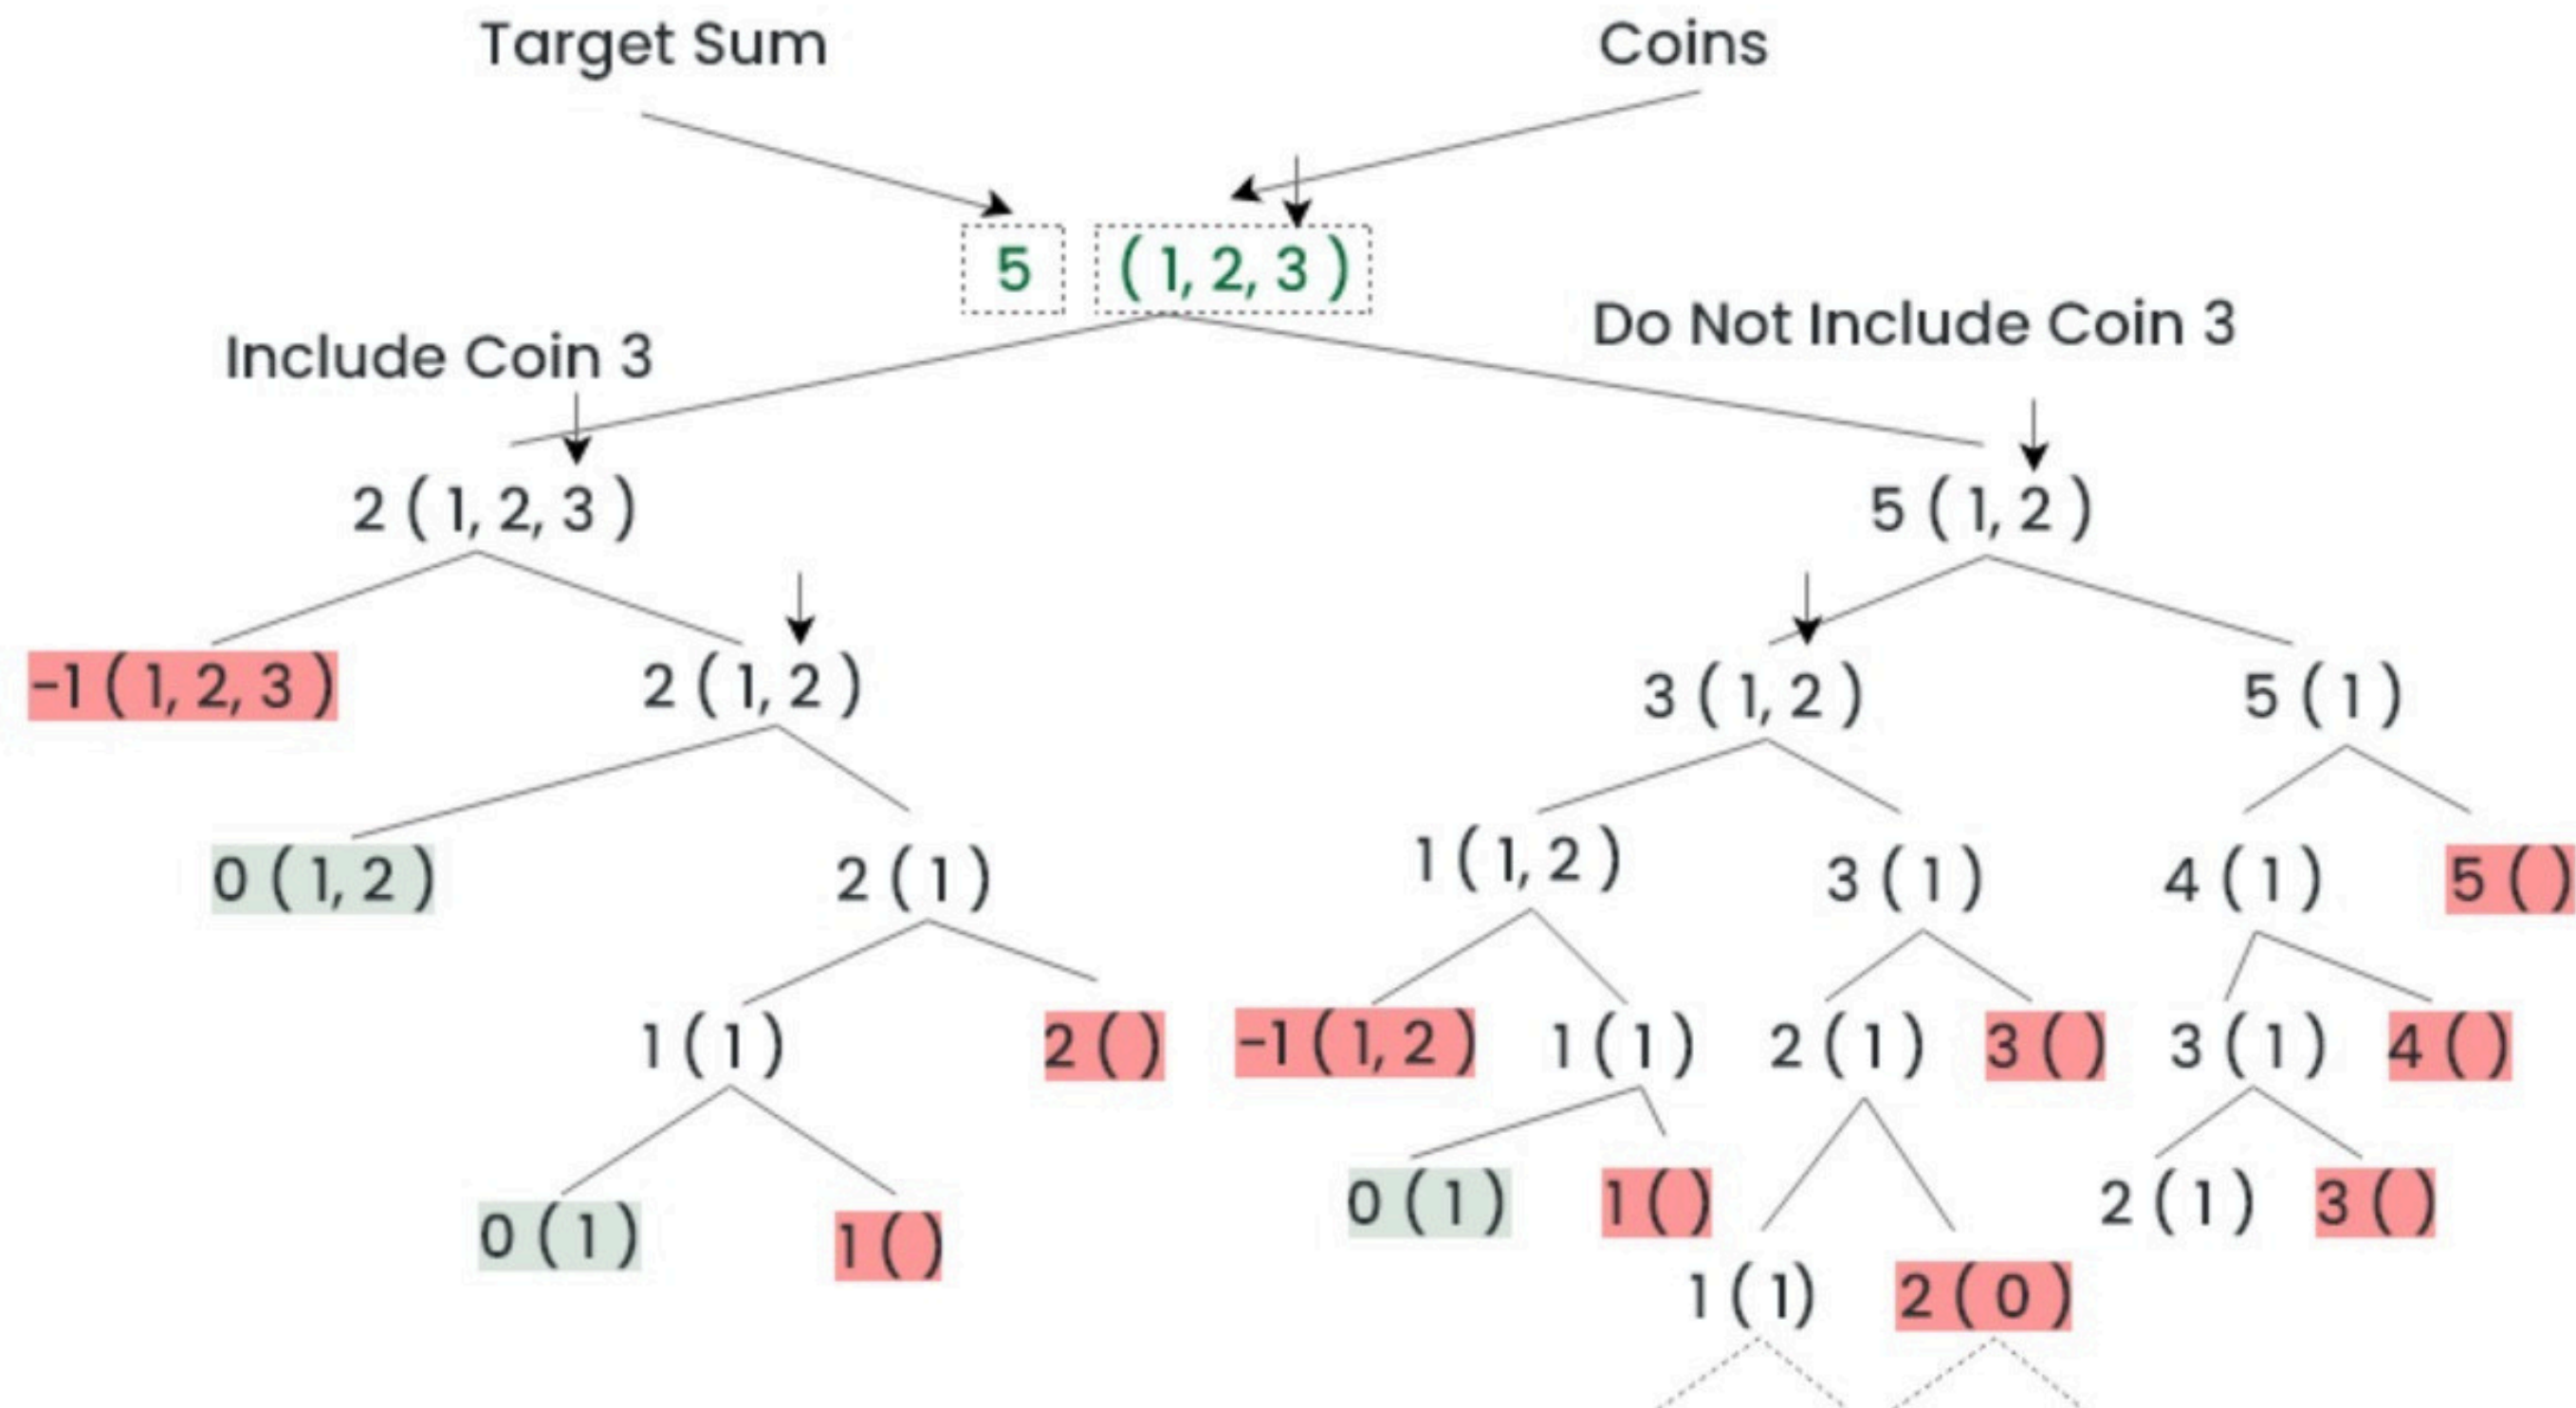 Target Sum
Coins
5 ( 1, 2, 3 )
Include Coin 3
Do Not Include Coin 3
2 ( 1, 2, 3 )
5 ( 1, 2 )
-1 ( 1, 2, 3 )
2 ( 1, 2 )
3 ( 1, 2 )
5 ( 1 )
0 ( 1, 2 )
2 ( 1 )
1 ( 1, 2 )
3 ( 1 )
4 ( 1 )
5 ( )
1 ( 1 )
2 ( )
-1 ( 1, 2 )
1 ( 1 )
2 ( 1 )
3 ( )
3 ( 1 )
4 ( )
0 ( 1 )
1 ( )
0 ( 1 )
1 ( )
2 ( 1 )
3 ( )
1 ( 1 )
2 ( 0 )